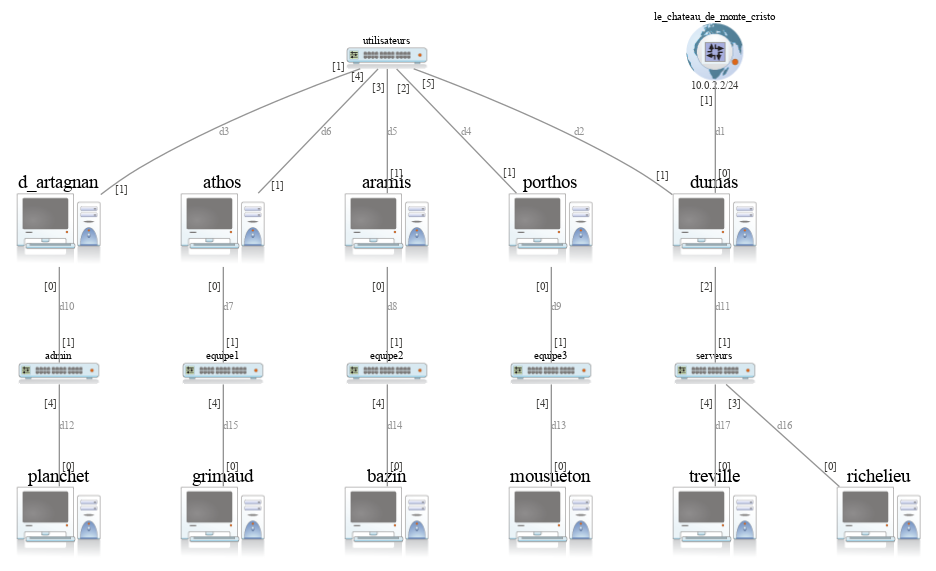 le_chateau_de_monte_cristo
utilisateurs
10.0.2.2/24
[1] [4] [3] [2] [5] [1]
d3 d6 d5 d4 d2 d1
[1] [1] [1] [1] [1] [0]
d_artagnan athos aramis porthos dumas
[0] [0] [0] [0] [2]
d10 d7 d8 d9 d11
[1] [1] [1] [1] [1]
admin equipe1 equipe2 equipe3 serveurs
[4] [4] [4] [4] [4] [3]
d12 d15 d14 d13 d17 d16
[0] [0] [0] [0] [0] [0]
planchet grimaud bazin mousqueton treville richelieu